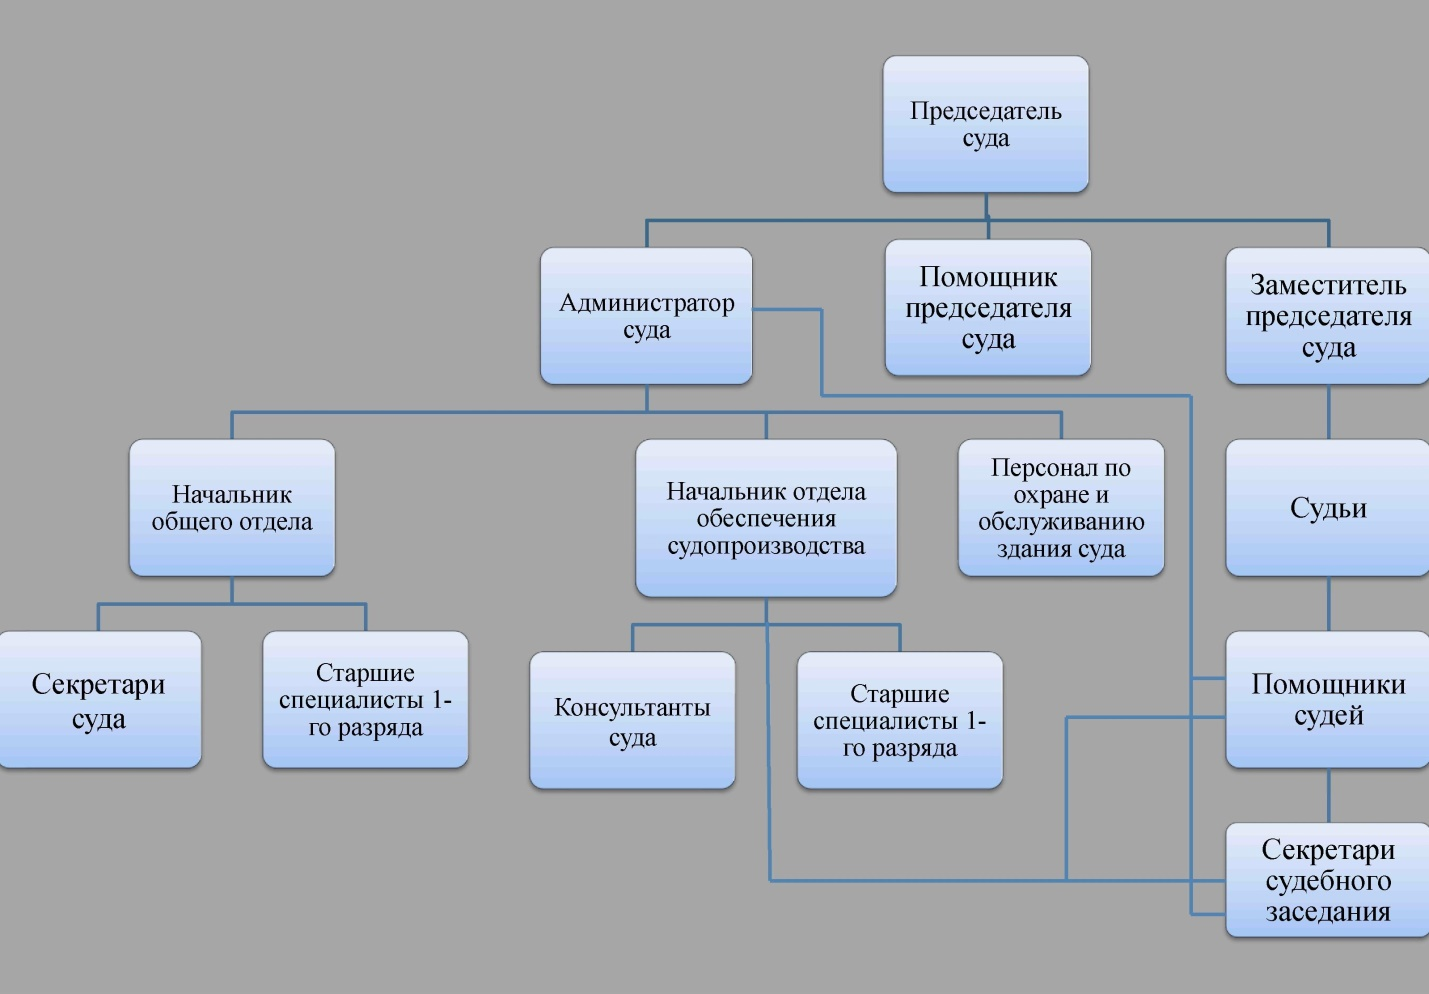 Председатель
суда
Администратор
суда
Помощник
председателя
суда
Заместитель
председателя
суда
Начальник
общего отдела
Начальник отдела
обеспечения
судопроизводства
Персонал по
охране и
обслуживанию
здания суда
Судьи
Секретари
суда
Старшие
специалисты 1-
го разряда
Консультанты
суда
Старшие
специалисты 1-
го разряда
Помощники
судей
Секретари
судебного
заседания